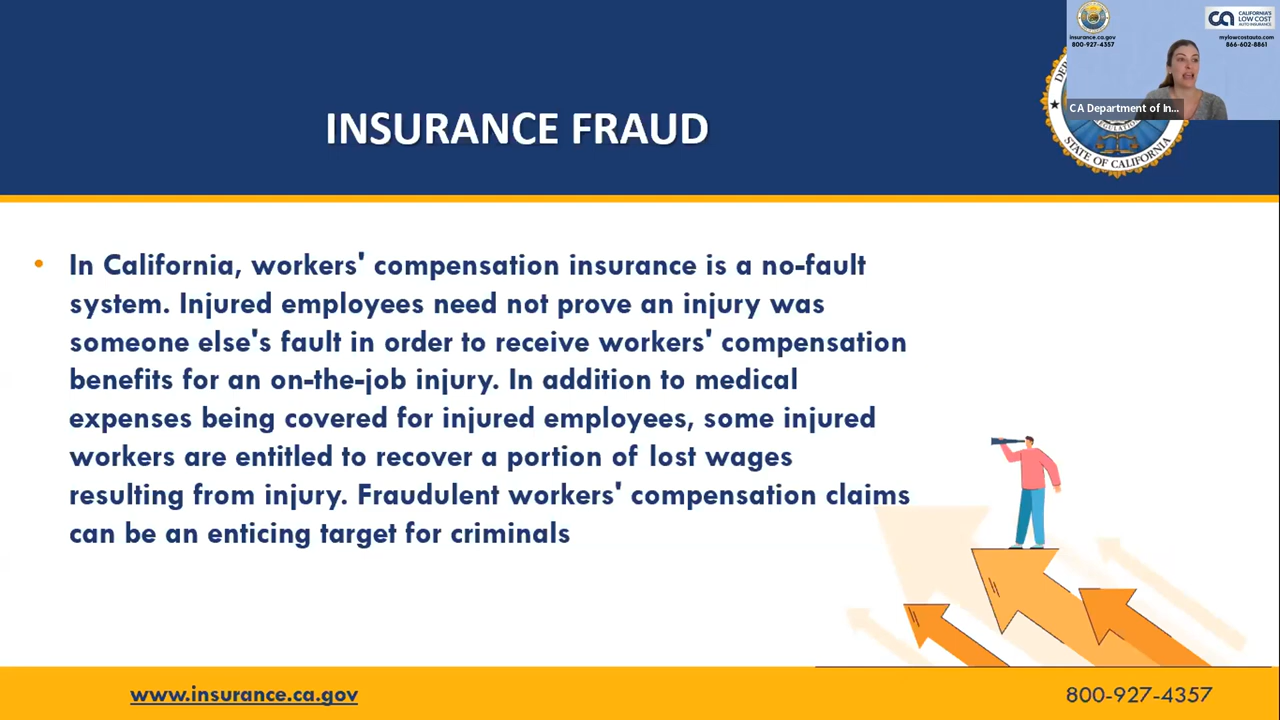 insurance.ca.gov
800-927-4357
CALIFORNIA'S
LOW COST
AUTO INSURANCE
mylowcostauto.com
866-602-8861
CA Department of In...
STATE OF CALIFORNIA
INSURANCE FRAUD
• In California, workers' compensation insurance is a no-fault
system. Injured employees need not prove an injury was
someone else's fault in order to receive workers' compensation
benefits for an on-the-job injury. In addition to medical
expenses being covered for injured employees, some injured
workers are entitled to recover a portion of lost wages
resulting from injury. Fraudulent workers' compensation claims
can be an enticing target for criminals
www.insurance.ca.gov
800-927-4357